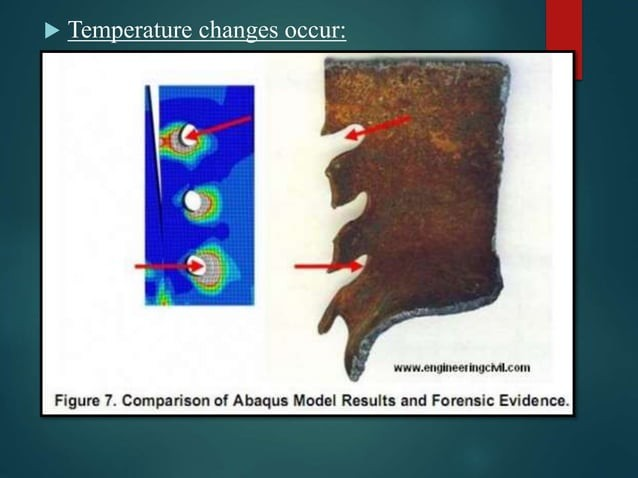 Temperature changes occur:
www.engineeringcivil.com
Figure 7. Comparison of Abaqus Model Results and Forensic Evidence.